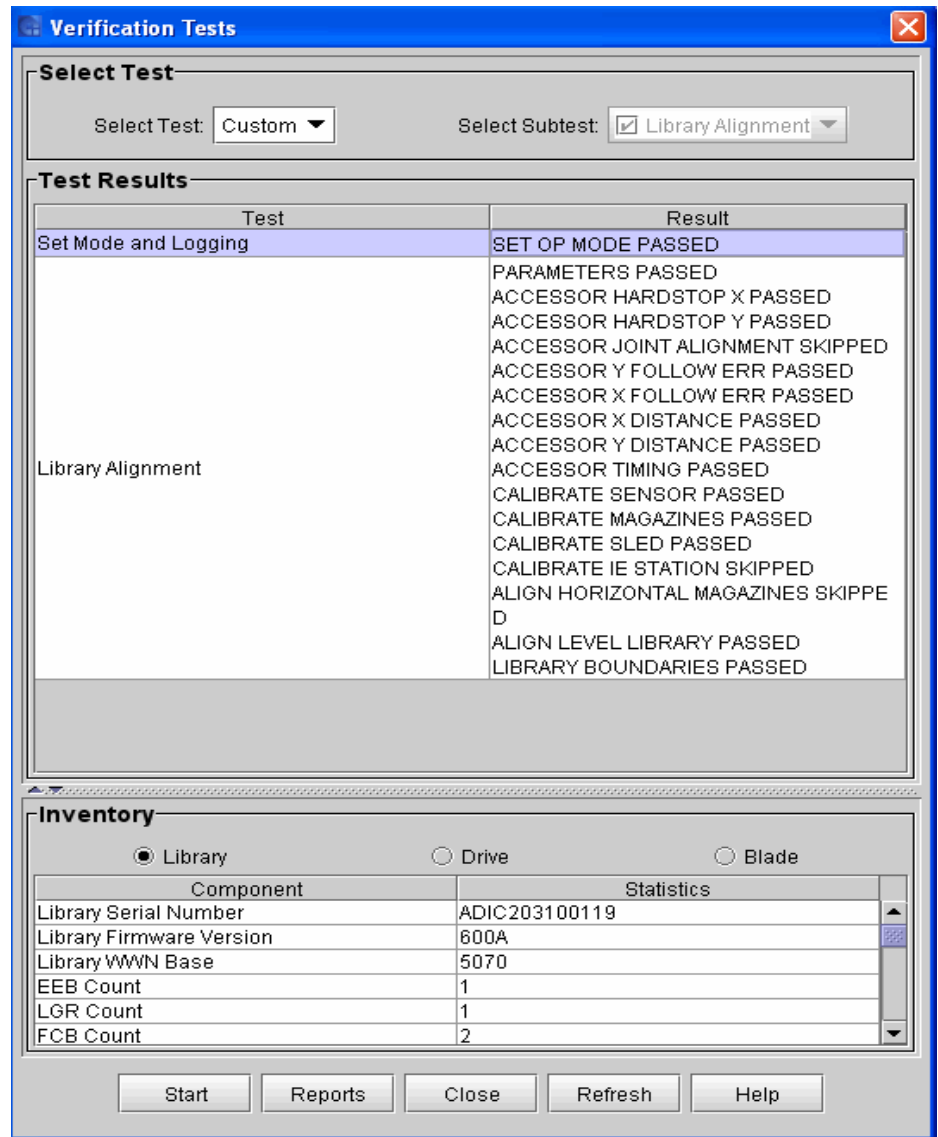 Verification Tests
Select Test
Select Test: Custom Select Subtest: Library Alignment
Test Results
Test Result
Set Mode and Logging SET OP MODE PASSED
PARAMETERS PASSED
ACCESSOR HARDSTOP X PASSED
ACCESSOR HARDSTOP Y PASSED
ACCESSOR JOINT ALIGNMENT SKIPPED
ACCESSOR Y FOLLOW ERR PASSED
ACCESSOR X FOLLOW ERR PASSED
ACCESSOR X DISTANCE PASSED
ACCESSOR Y DISTANCE PASSED
Library Alignment ACCESSOR TIMING PASSED
CALIBRATE SENSOR PASSED
CALIBRATE MAGAZINES PASSED
CALIBRATE SLED PASSED
CALIBRATE IE STATION SKIPPED
ALIGN HORIZONTAL MAGAZINES SKIPPE
D
ALIGN LEVEL LIBRARY PASSED
LIBRARY BOUNDARIES PASSED
Inventory
Library Drive Blade
Component Statistics
Library Serial Number ADIC203100119
Library Firmware Version 600A
Library WWN Base 5070
EEB Count 1
LGR Count 1
FCB Count 2
Start Reports Close Refresh Help